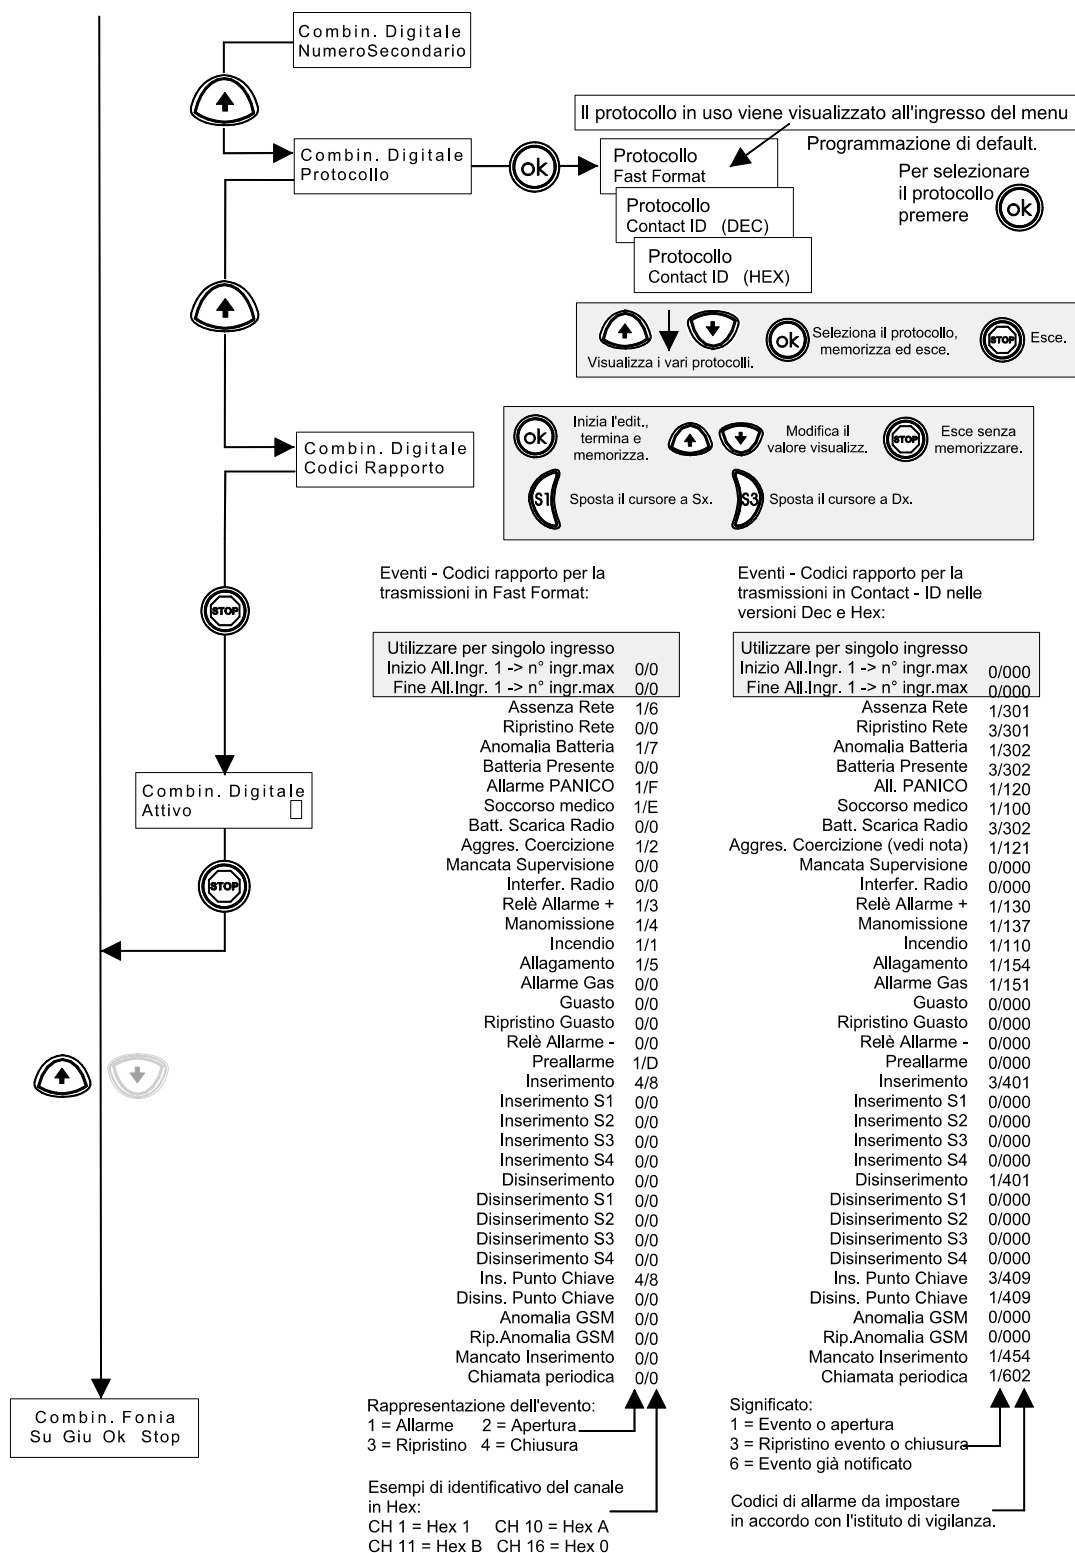 Combin. Digitale
NumeroSecondario
Il protocollo in uso viene visualizzato all'ingresso del menu
Combin. Digitale
Protocollo
ok
Protocollo
Fast Format
Programmazione di default.
Protocollo
Contact ID (DEC)
Protocollo
Contact ID (HEX)
Per selezionare
il protocollo
premere
ok
Visualizza i vari protocolli.
ok
Seleziona il protocollo,
memorizza ed esce.
STOP
Esce.
Combin. Digitale
Codici Rapporto
ok
Inizia l'edit.,
termina e
memorizza.
Modifica il
valore visualizz.
STOP
Esce senza
memorizzare.
S1
Sposta il cursore a Sx.
S3
Sposta il cursore a Dx.
STOP
Combin. Digitale
Attivo
STOP
Eventi - Codici rapporto per la
trasmissioni in Fast Format:
Utilizzare per singolo ingresso
Inizio All.Ingr. 1 -> n° ingr.max 0/0
Fine All.Ingr. 1 -> n° ingr.max 0/0
Assenza Rete 1/6
Ripristino Rete 0/0
Anomalia Batteria 1/7
Batteria Presente 0/0
Allarme PANICO 1/F
Soccorso medico 1/E
Batt. Scarica Radio 0/0
Aggres. Coercizione 1/2
Mancata Supervisione 0/0
Interfer. Radio 0/0
Relè Allarme + 1/3
Manomissione 1/4
Incendio 1/1
Allagamento 1/5
Allarme Gas 0/0
Guasto 0/0
Ripristino Guasto 0/0
Relè Allarme - 0/0
Preallarme 1/D
Inserimento 4/8
Inserimento S1 0/0
Inserimento S2 0/0
Inserimento S3 0/0
Inserimento S4 0/0
Disinserimento 0/0
Disinserimento S1 0/0
Disinserimento S2 0/0
Disinserimento S3 0/0
Disinserimento S4 0/0
Ins. Punto Chiave 4/8
Disins. Punto Chiave 0/0
Anomalia GSM 0/0
Rip.Anomalia GSM 0/0
Mancato Inserimento 0/0
Chiamata periodica 0/0
Rappresentazione dell'evento:
1 = Allarme 2 = Apertura
3 = Ripristino 4 = Chiusura
Esempi di identificativo del canale
in Hex:
CH 1 = Hex 1 CH 10 = Hex A
CH 11 = Hex B CH 16 = Hex 0
Eventi - Codici rapporto per la
trasmissioni in Contact - ID nelle
versioni Dec e Hex:
Utilizzare per singolo ingresso
Inizio All.Ingr. 1 -> n° ingr.max 0/000
Fine All.Ingr. 1 -> n° ingr.max 0/000
Assenza Rete 1/301
Ripristino Rete 3/301
Anomalia Batteria 1/302
Batteria Presente 3/302
All. PANICO 1/120
Soccorso medico 1/100
Batt. Scarica Radio 3/302
Aggres. Coercizione (vedi nota) 1/121
Mancata Supervisione 0/000
Interfer. Radio 0/000
Relè Allarme + 1/130
Manomissione 1/137
Incendio 1/110
Allagamento 1/154
Allarme Gas 1/151
Guasto 0/000
Ripristino Guasto 0/000
Relè Allarme - 0/000
Preallarme 0/000
Inserimento 3/401
Inserimento S1 0/000
Inserimento S2 0/000
Inserimento S3 0/000
Inserimento S4 0/000
Disinserimento 1/401
Disinserimento S1 0/000
Disinserimento S2 0/000
Disinserimento S3 0/000
Disinserimento S4 0/000
Ins. Punto Chiave 3/409
Disins. Punto Chiave 1/409
Anomalia GSM 0/000
Rip.Anomalia GSM 0/000
Mancato Inserimento 1/454
Chiamata periodica 1/602
Significato:
1 = Evento o apertura
3 = Ripristino evento o chiusura
6 = Evento già notificato
Codici di allarme da impostare
in accordo con l'istituto di vigilanza.
Combin. Fonia
Su Giu Ok Stop